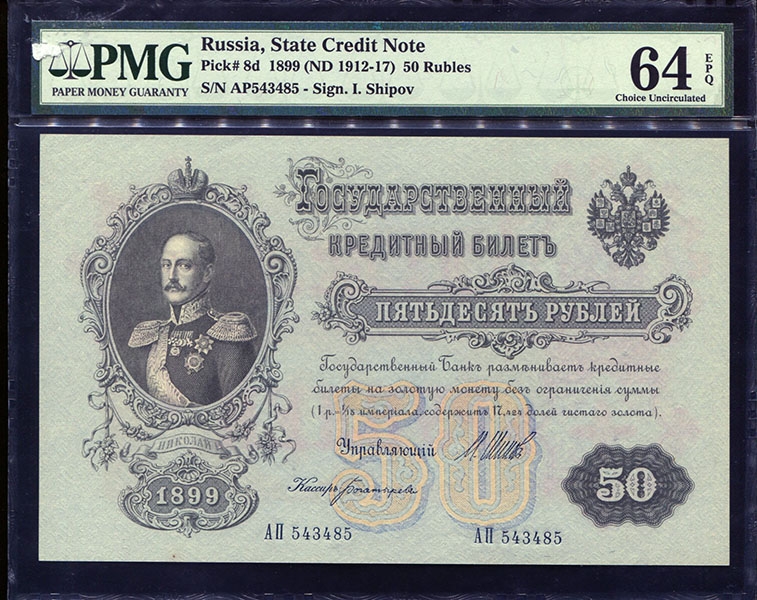 PMG
PAPER MONEY GUARANTY
Russia, State Credit Note
Pick# 8d 1899 (ND 1912-17) 50 Rubles
S/N AP543485 - Sign. I. Shipov
64 EPQ
Choice Uncirculated
Государственный
Кредитный Билетъ
Пятьдесятъ Рублей
Государственный Банкъ размѣниваетъ кредитные
билеты на золотую монету безъ ограниченія суммы
(1 р.=1/15 имперіала, содержитъ 17,424 долей чистаго золота).
50
Управляющій
Кассиръ
НИКОЛАЙ I
1899
50
АП 543485
АП 543485